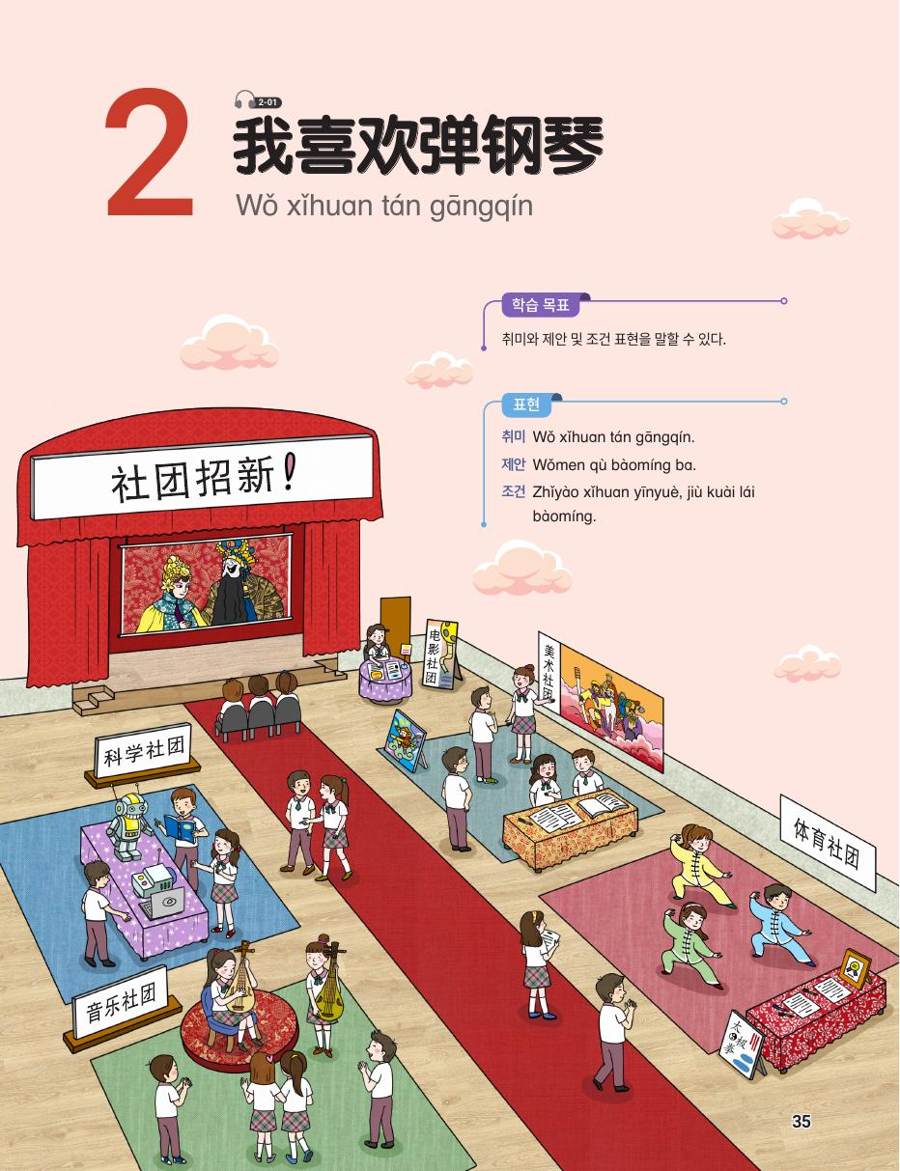 2
2-01
我喜欢弹钢琴
Wǒ xǐhuan tán gāngqín
학습 목표
취미와 제안 및 조건 표현을 말할 수 있다.
표현
취미 Wǒ xǐhuan tán gāngqín.
제안 Wǒmen qù bàomíng ba.
조건 Zhǐyào xǐhuan yīnyuè, jiù kuài lái
bàomíng.
社团招新!
电影社团
美术社团
科学社团
体育社团
音乐社团
太极拳
35